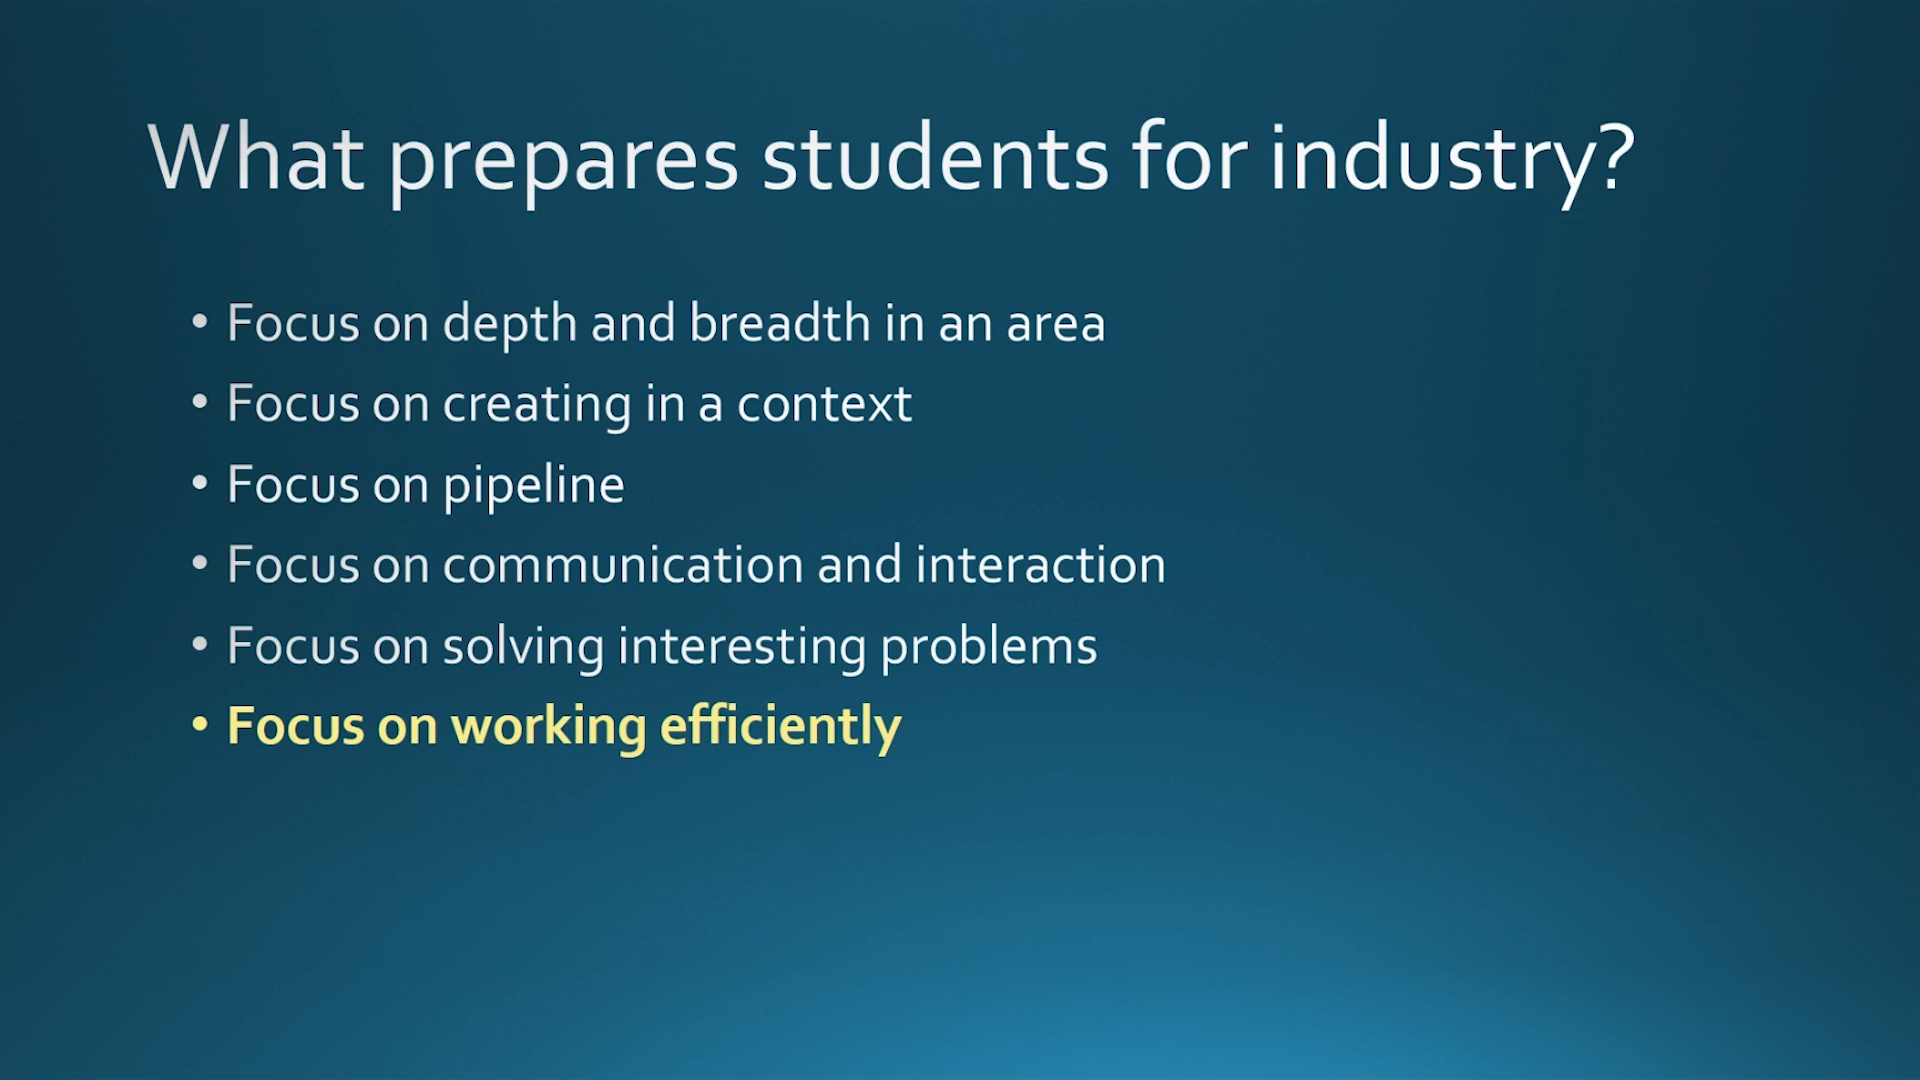 What prepares students for industry?
• Focus on depth and breadth in an area
• Focus on creating in a context
• Focus on pipeline
• Focus on communication and interaction
• Focus on solving interesting problems
• Focus on working efficiently